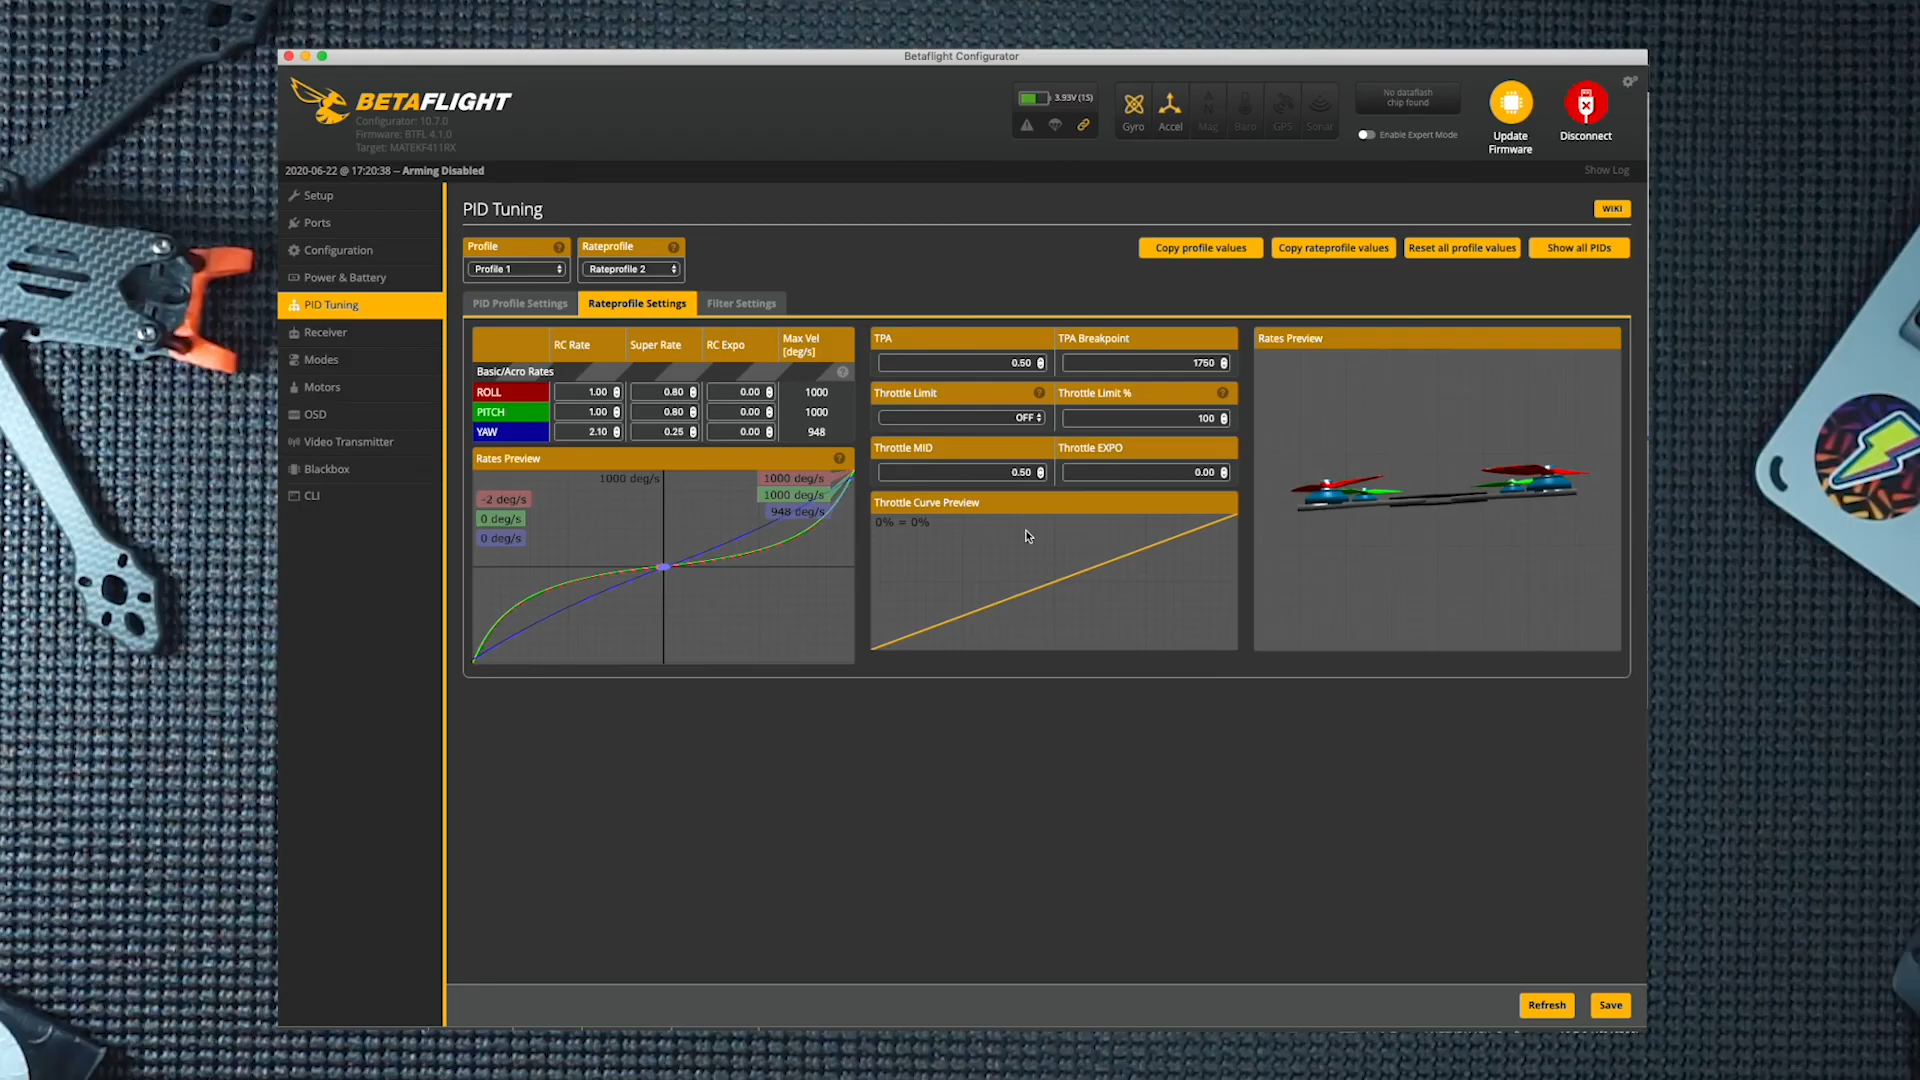 Betaflight Configurator
BETAFLIGHT
Configurator: 10.7.0
Firmware: BTFL 4.1.0
Target: MATEKF411RX
3.93V (1S)
Gyro
Accel
Mag
Baro
GPS
Sonar
No dataflash
chip found
Enable Expert Mode
Update
Firmware
Disconnect
2020-06-22 @ 17:20:38 -- Arming Disabled
Show Log
Setup
Ports
Configuration
Power & Battery
PID Tuning
Receiver
Modes
Motors
OSD
Video Transmitter
Blackbox
CLI
PID Tuning
WIKI
Profile
Profile 1
Rateprofile
Rateprofile 2
Copy profile values
Copy rateprofile values
Reset all profile values
Show all PIDs
PID Profile Settings
Rateprofile Settings
Filter Settings
RC Rate
Super Rate
RC Expo
Max Vel
[deg/s]
Basic/Acro Rates
ROLL 1.00 0.80 0.00 1000
PITCH 1.00 0.80 0.00 1000
YAW 2.10 0.25 0.00 948
Rates Preview
1000 deg/s
1000 deg/s
1000 deg/s
948 deg/s
-2 deg/s
0 deg/s
0 deg/s
TPA
TPA Breakpoint
0.50
1750
Throttle Limit
Throttle Limit %
OFF
100
Throttle MID
Throttle EXPO
0.50
0.00
Throttle Curve Preview
0% = 0%
Rates Preview
Refresh
Save